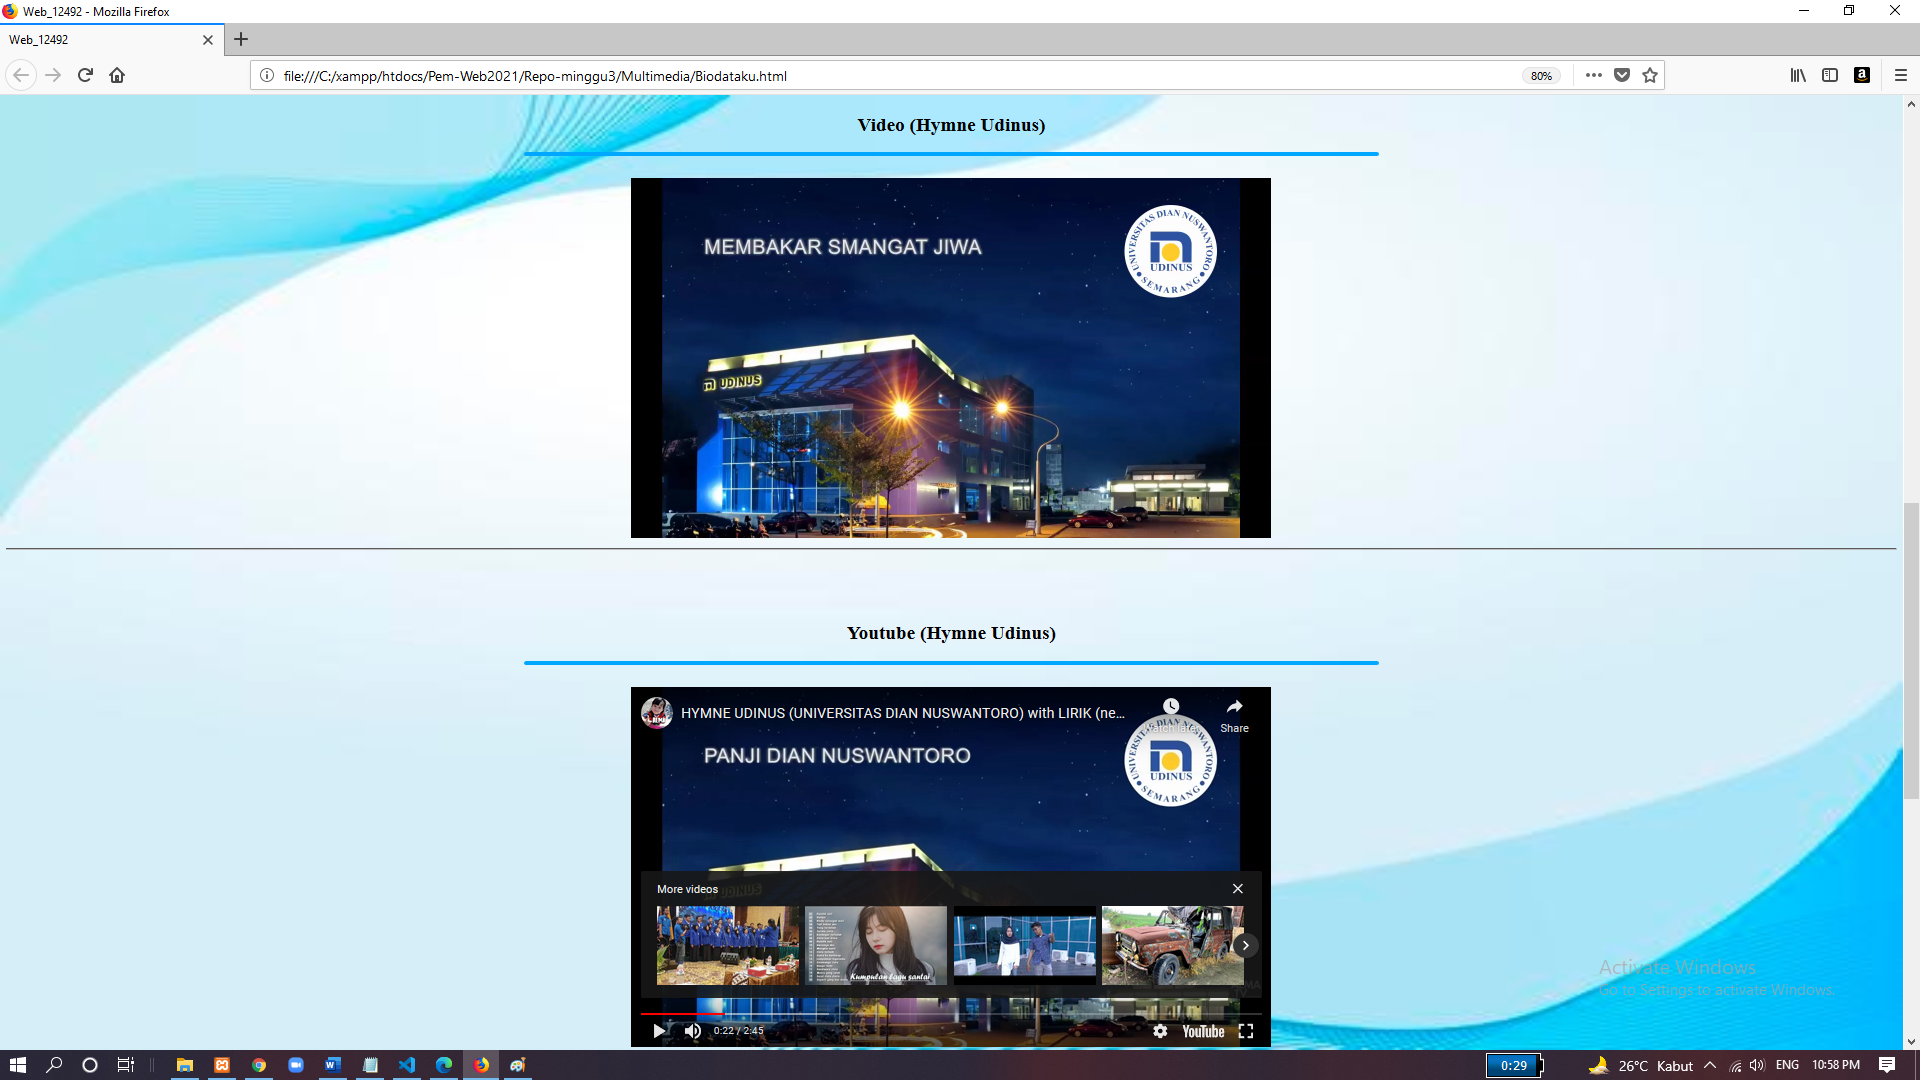 Web_12492 - Mozilla Firefox
Web_12492
file:///C:/xampp/htdocs/Pem-Web2021/Repo-minggu3/Multimedia/Biodataku.html
80%
Video (Hymne Udinus)
MEMBAKAR SMANGAT JIWA
UNIVERSITAS DIAN NUSWANTORO
UDINUS
SEMARANG
UDINUS
Youtube (Hymne Udinus)
HYMNE UDINUS (UNIVERSITAS DIAN NUSWANTORO) with LIRIK (ne...
Watch later
Share
PANJI DIAN NUSWANTORO
UNIVERSITAS DIAN NUSWANTORO
UDINUS
SEMARANG
UDINUS
More videos
Kumpulan lagu santai
0:22 / 2:45
YouTube
Activate Windows
Go to Settings to activate Windows.
0:29
26°C Kabut
ENG
10:58 PM